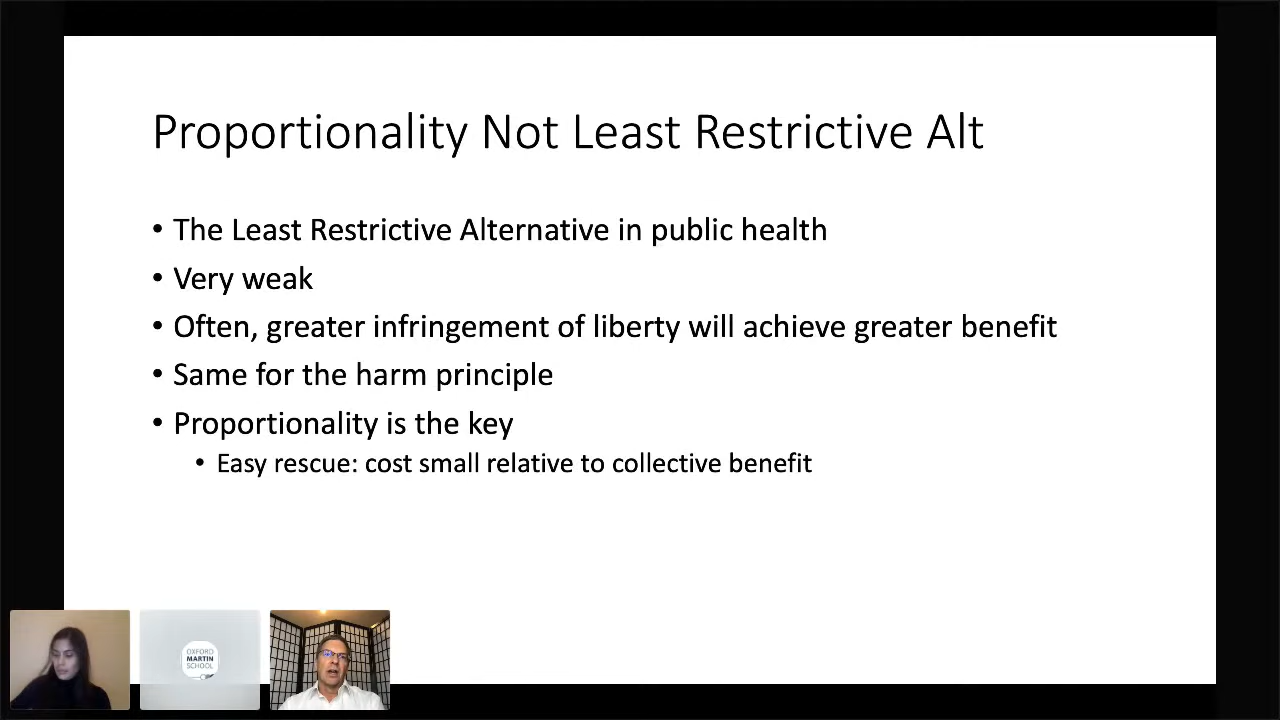 Proportionality Not Least Restrictive Alt
• The Least Restrictive Alternative in public health
• Very weak
• Often, greater infringement of liberty will achieve greater benefit
• Same for the harm principle
• Proportionality is the key
• Easy rescue: cost small relative to collective benefit
OXFORD
MARTIN
SCHOOL